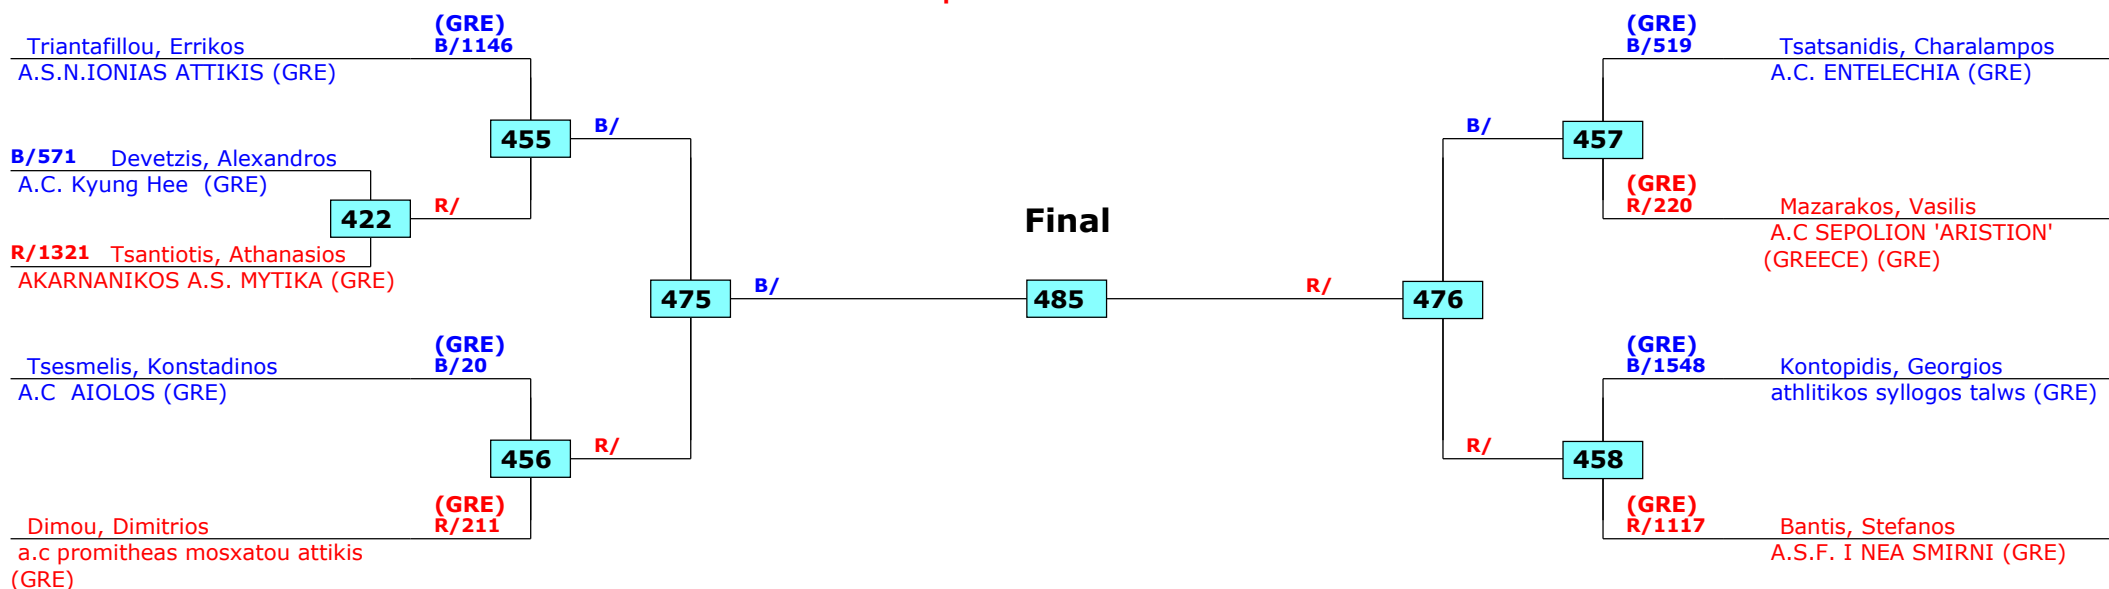 (GRE)
Triantafillou, Errikos B/1146
A.S.N.IONIAS ATTIKIS (GRE)
455
B/
B/571 Devetzis, Alexandros
A.C. Kyung Hee (GRE)
422
R/
R/1321 Tsantiotis, Athanasios
AKARNANIKOS A.S. MYTIKA (GRE)
475
B/
(GRE)
Tsesmelis, Konstadinos B/20
A.C AIOLOS (GRE)
456
R/
(GRE)
Dimou, Dimitrios R/211
a.c promitheas mosxatou attikis
(GRE)
Final
485
(GRE)
B/519 Tsatsanidis, Charalampos
A.C. ENTELECHIA (GRE)
B/
457
(GRE)
R/220 Mazarakos, Vasilis
A.C SEPOLION 'ARISTION'
(GREECE) (GRE)
R/
476
(GRE)
B/1548 Kontopidis, Georgios
athlitikos syllogos talws (GRE)
R/
458
(GRE)
R/1117 Bantis, Stefanos
A.S.F. I NEA SMIRNI (GRE)